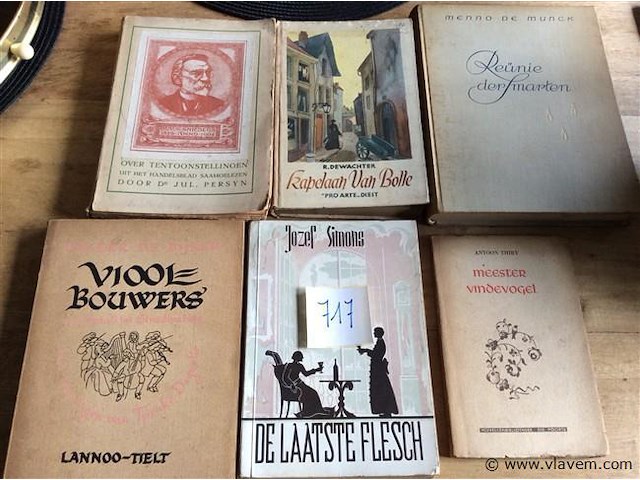 OVER TENTOONSTELLINGEN
UIT HET HANDELSBLAD SAAMGELEZEN
DOOR Dr JUL. PERSYN
R. DEWACHTER
Kapelaan Van Bolle
"PRO ARTE„ DIEST
MENNO DE MUNCK
Reünie
der Smarten
VIOOL
BOUWERS
LANNOO-TIELT
Jozef Simons
717
DE LAATSTE FLESCH
ANTOON THIRY
MEESTER
VINDEVOGEL
© www.vlavem.com